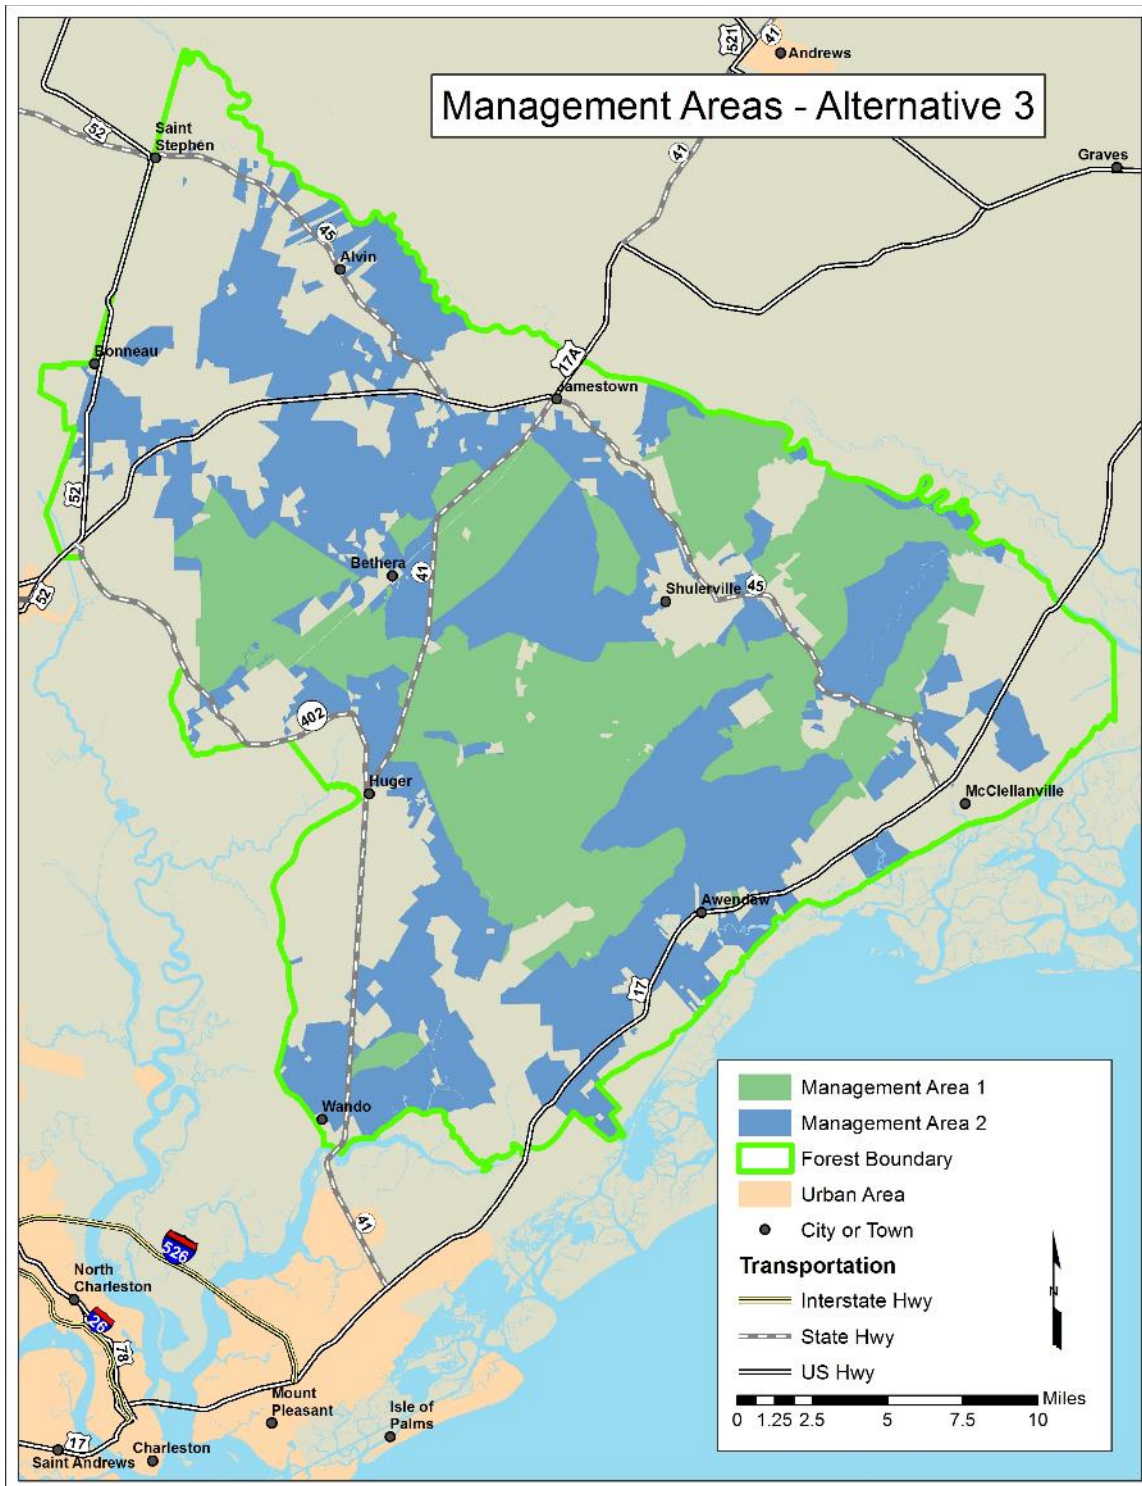 41
521
Andrews
Management Areas - Alternative 3
52
Saint
Stephen
41
Graves
45
Alvin
17A
Bonneau
Jamestown
52
Bethera
41
52
Shulerville
45
402
Huger
McClellanville
Awendaw
17
Wando
41
526
North
Charleston
26
78
Mount
Pleasant
Isle of
Palms
17
Saint Andrews
Charleston
Management Area 1
Management Area 2
Forest Boundary
Urban Area
City or Town
Transportation
Interstate Hwy
State Hwy
US Hwy
N
Miles
0 1.25 2.5 5 7.5 10